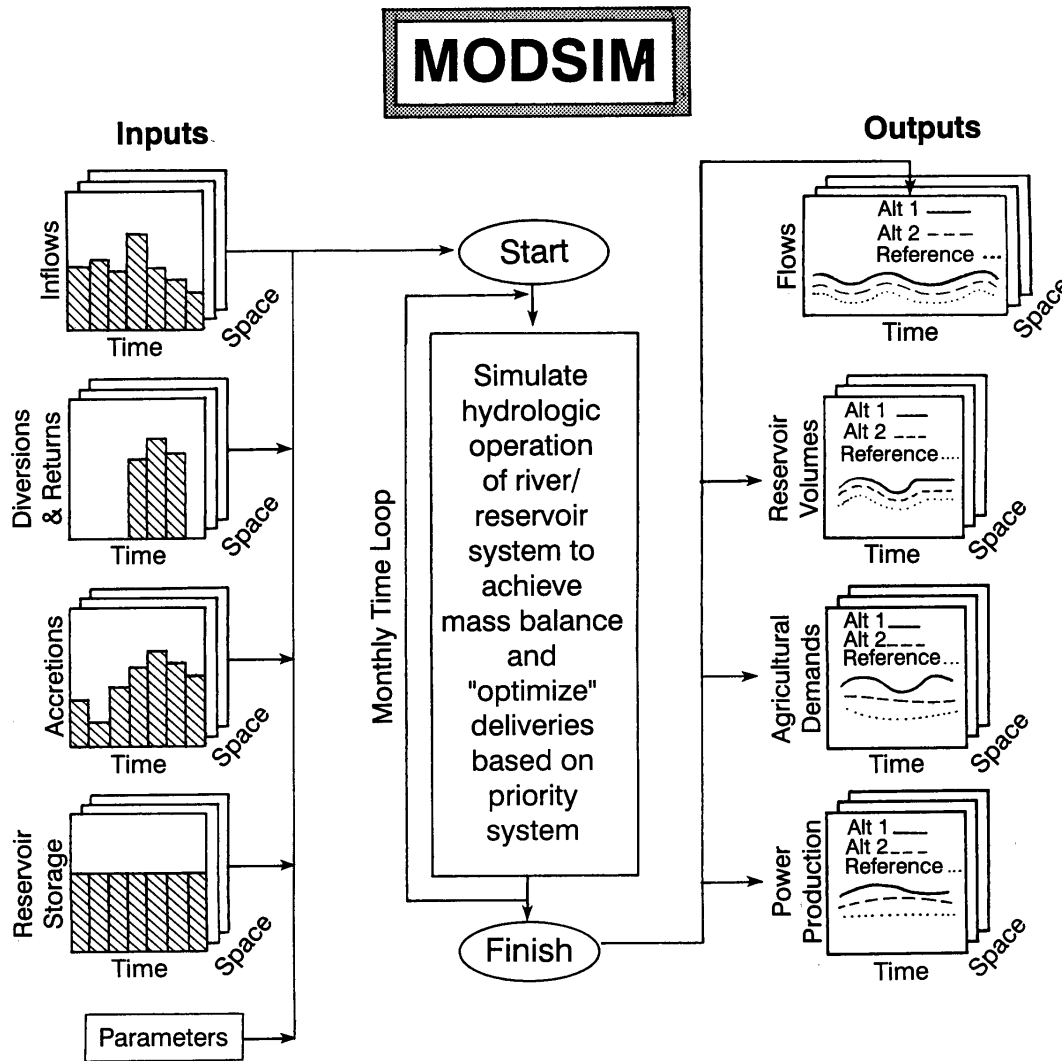 MODSIM
Inputs
Inflows
Time
Space
Diversions
& Returns
Time
Space
Accretions
Time
Space
Reservoir
Storage
Time
Space
Parameters
Start
Monthly Time Loop
Simulate
hydrologic
operation
of river/
reservoir
system to
achieve
mass balance
and
"optimize"
deliveries
based on
priority
system
Finish
Outputs
Flows
Alt 1
Alt 2
Reference
Time
Space
Reservoir
Volumes
Alt 1
Alt 2
Reference
Time
Space
Agricultural
Demands
Alt 1
Alt 2
Reference
Time
Space
Power
Production
Alt 1
Alt 2
Reference
Time
Space